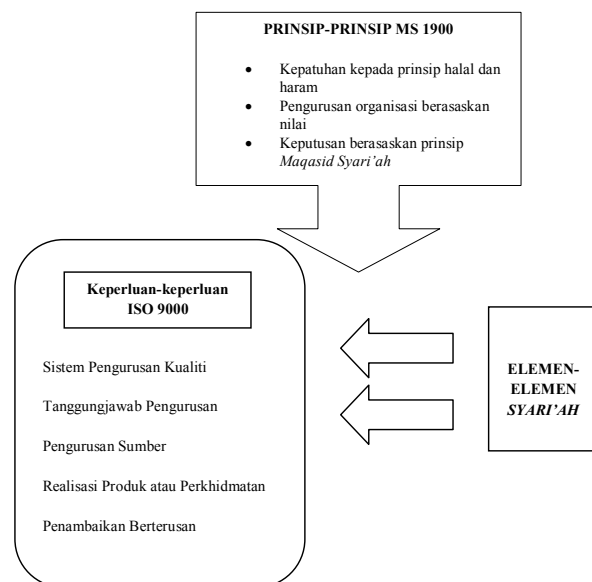 PRINSIP-PRINSIP MS 1900
• Kepatuhan kepada prinsip halal dan
haram
• Pengurusan organisasi berasaskan
nilai
• Keputusan berasaskan prinsip
Maqasid Syari’ah
Keperluan-keperluan
ISO 9000
Sistem Pengurusan Kualiti
Tanggungjawab Pengurusan
Pengurusan Sumber
Realisasi Produk atau Perkhidmatan
Penambaikan Berterusan
ELEMEN-
ELEMEN
SYARI’AH